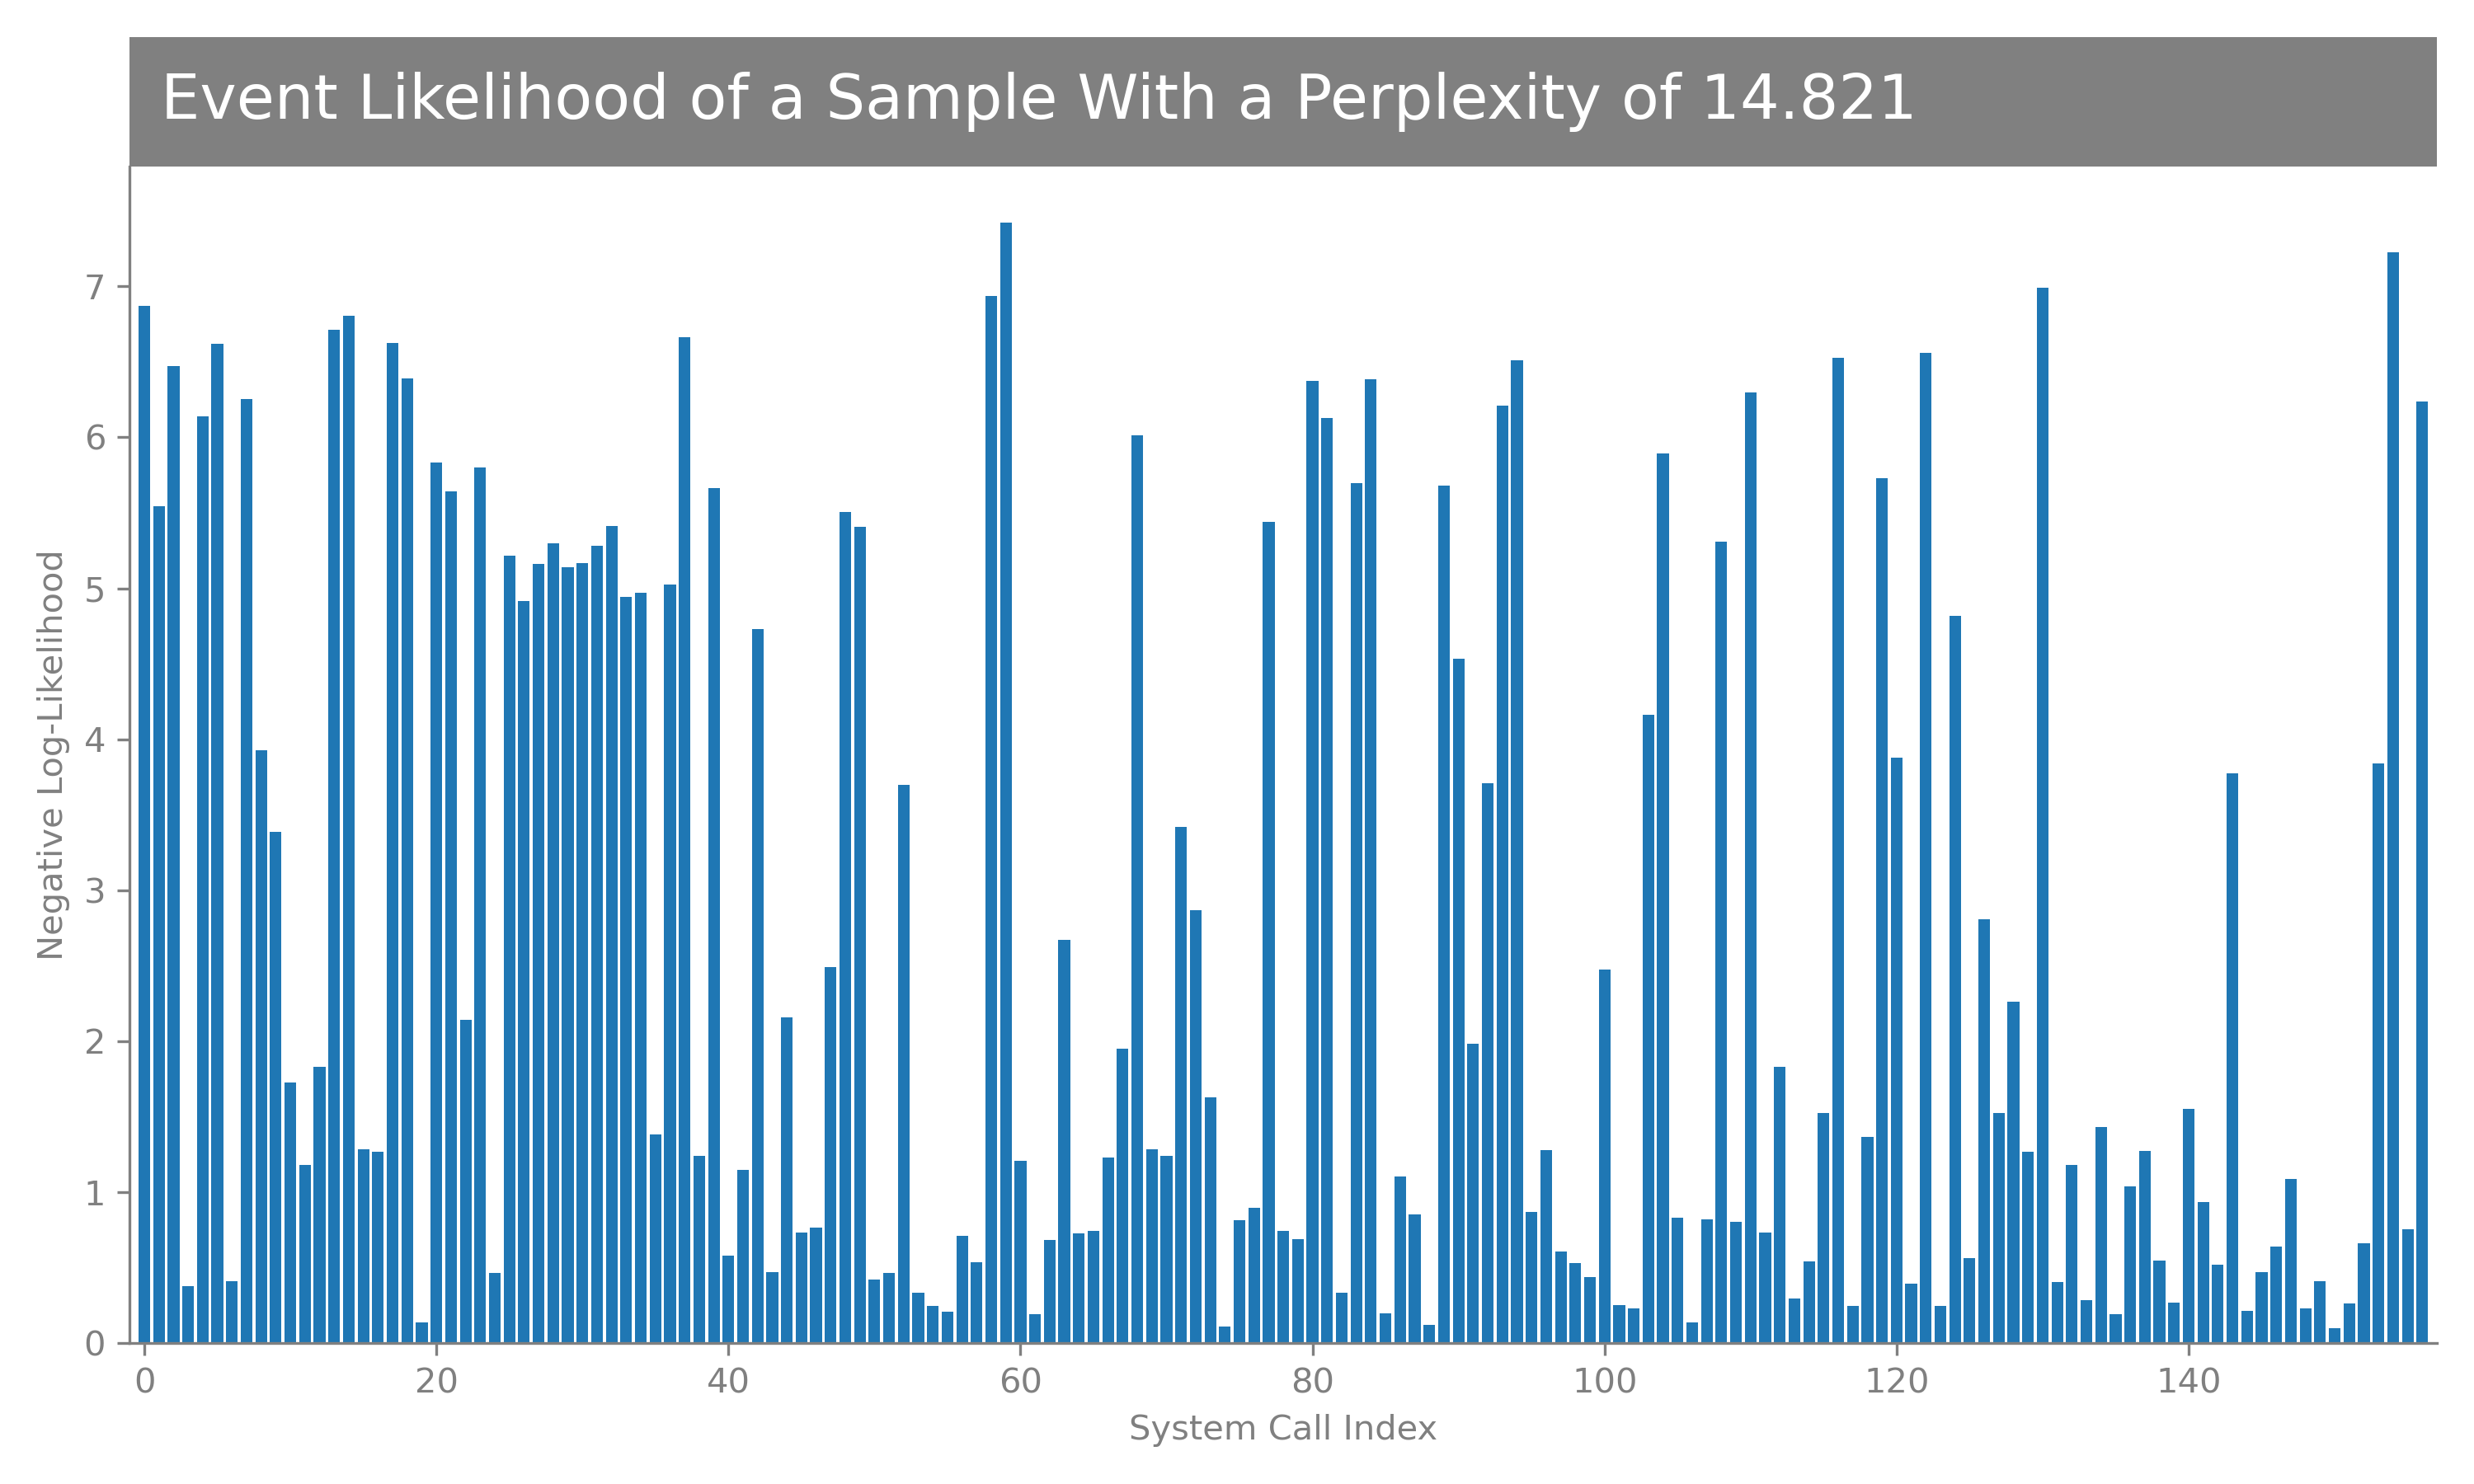 Event Likelihood of a Sample With a Perplexity of 14.821
Negative Log-Likelihood
7
6
5
4
3
2
1
0
0 20 40 60 80 100 120 140
System Call Index